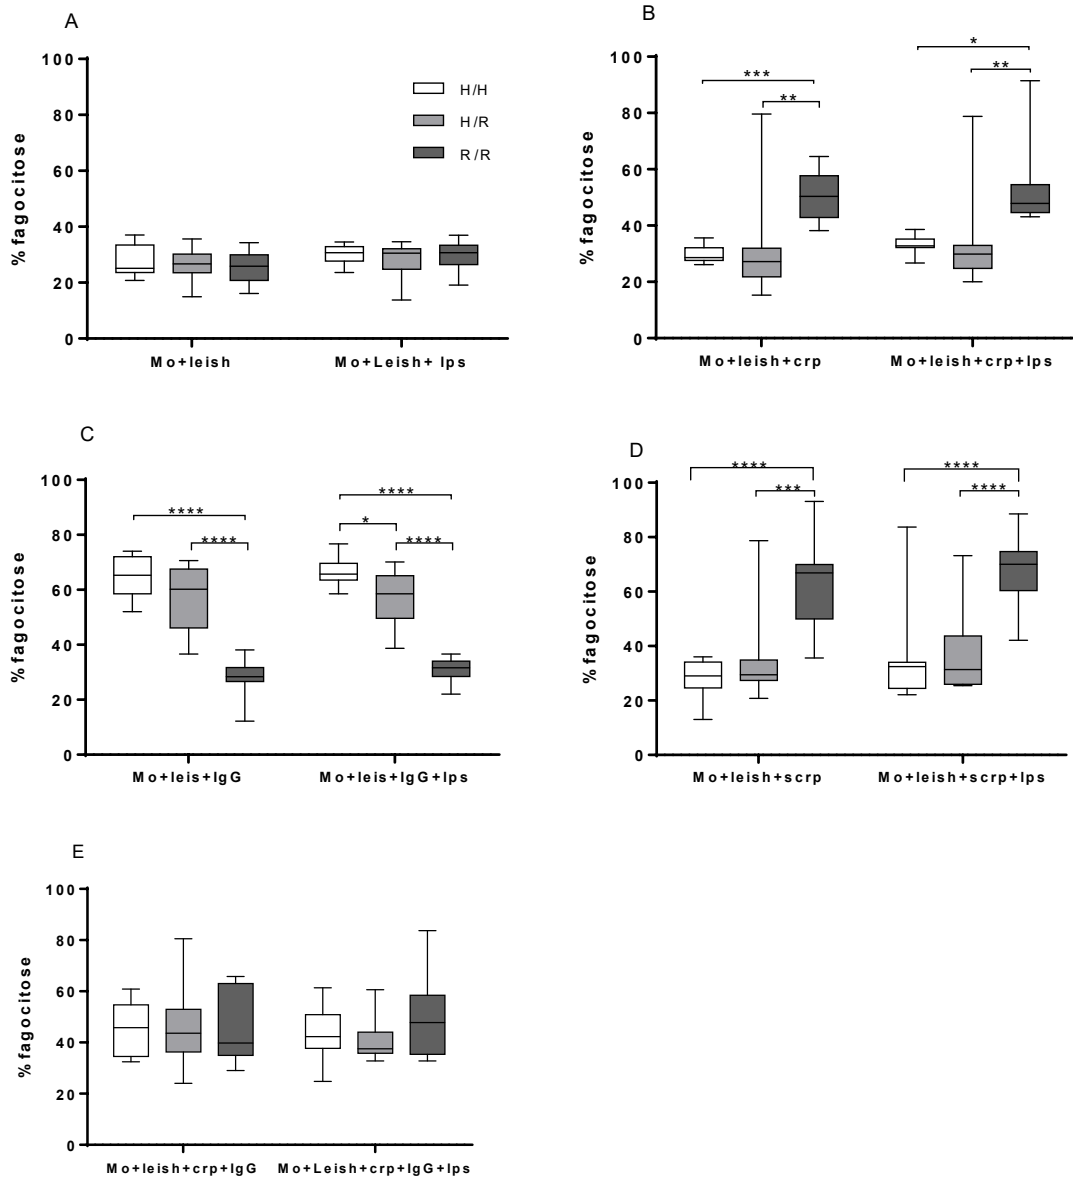 A
100
80
60
40
20
0
% fagocitose
H/H
H/R
R/R
Mo+leish Mo+Leish+ lps
B
100
80
60
40
20
0
% fagocitose
*** ** * **
Mo+leish+crp Mo+leish+crp+lps
C
100
80
60
40
20
0
% fagocitose
**** **** **** * ****
Mo+leis+IgG Mo+leis+IgG+lps
D
100
80
60
40
20
0
% fagocitose
**** *** **** ****
Mo+leish+scrp Mo+leish+scrp+lps
E
100
80
60
40
20
0
% fagocitose
Mo+leish+crp+IgG Mo+Leish+crp+IgG+lps